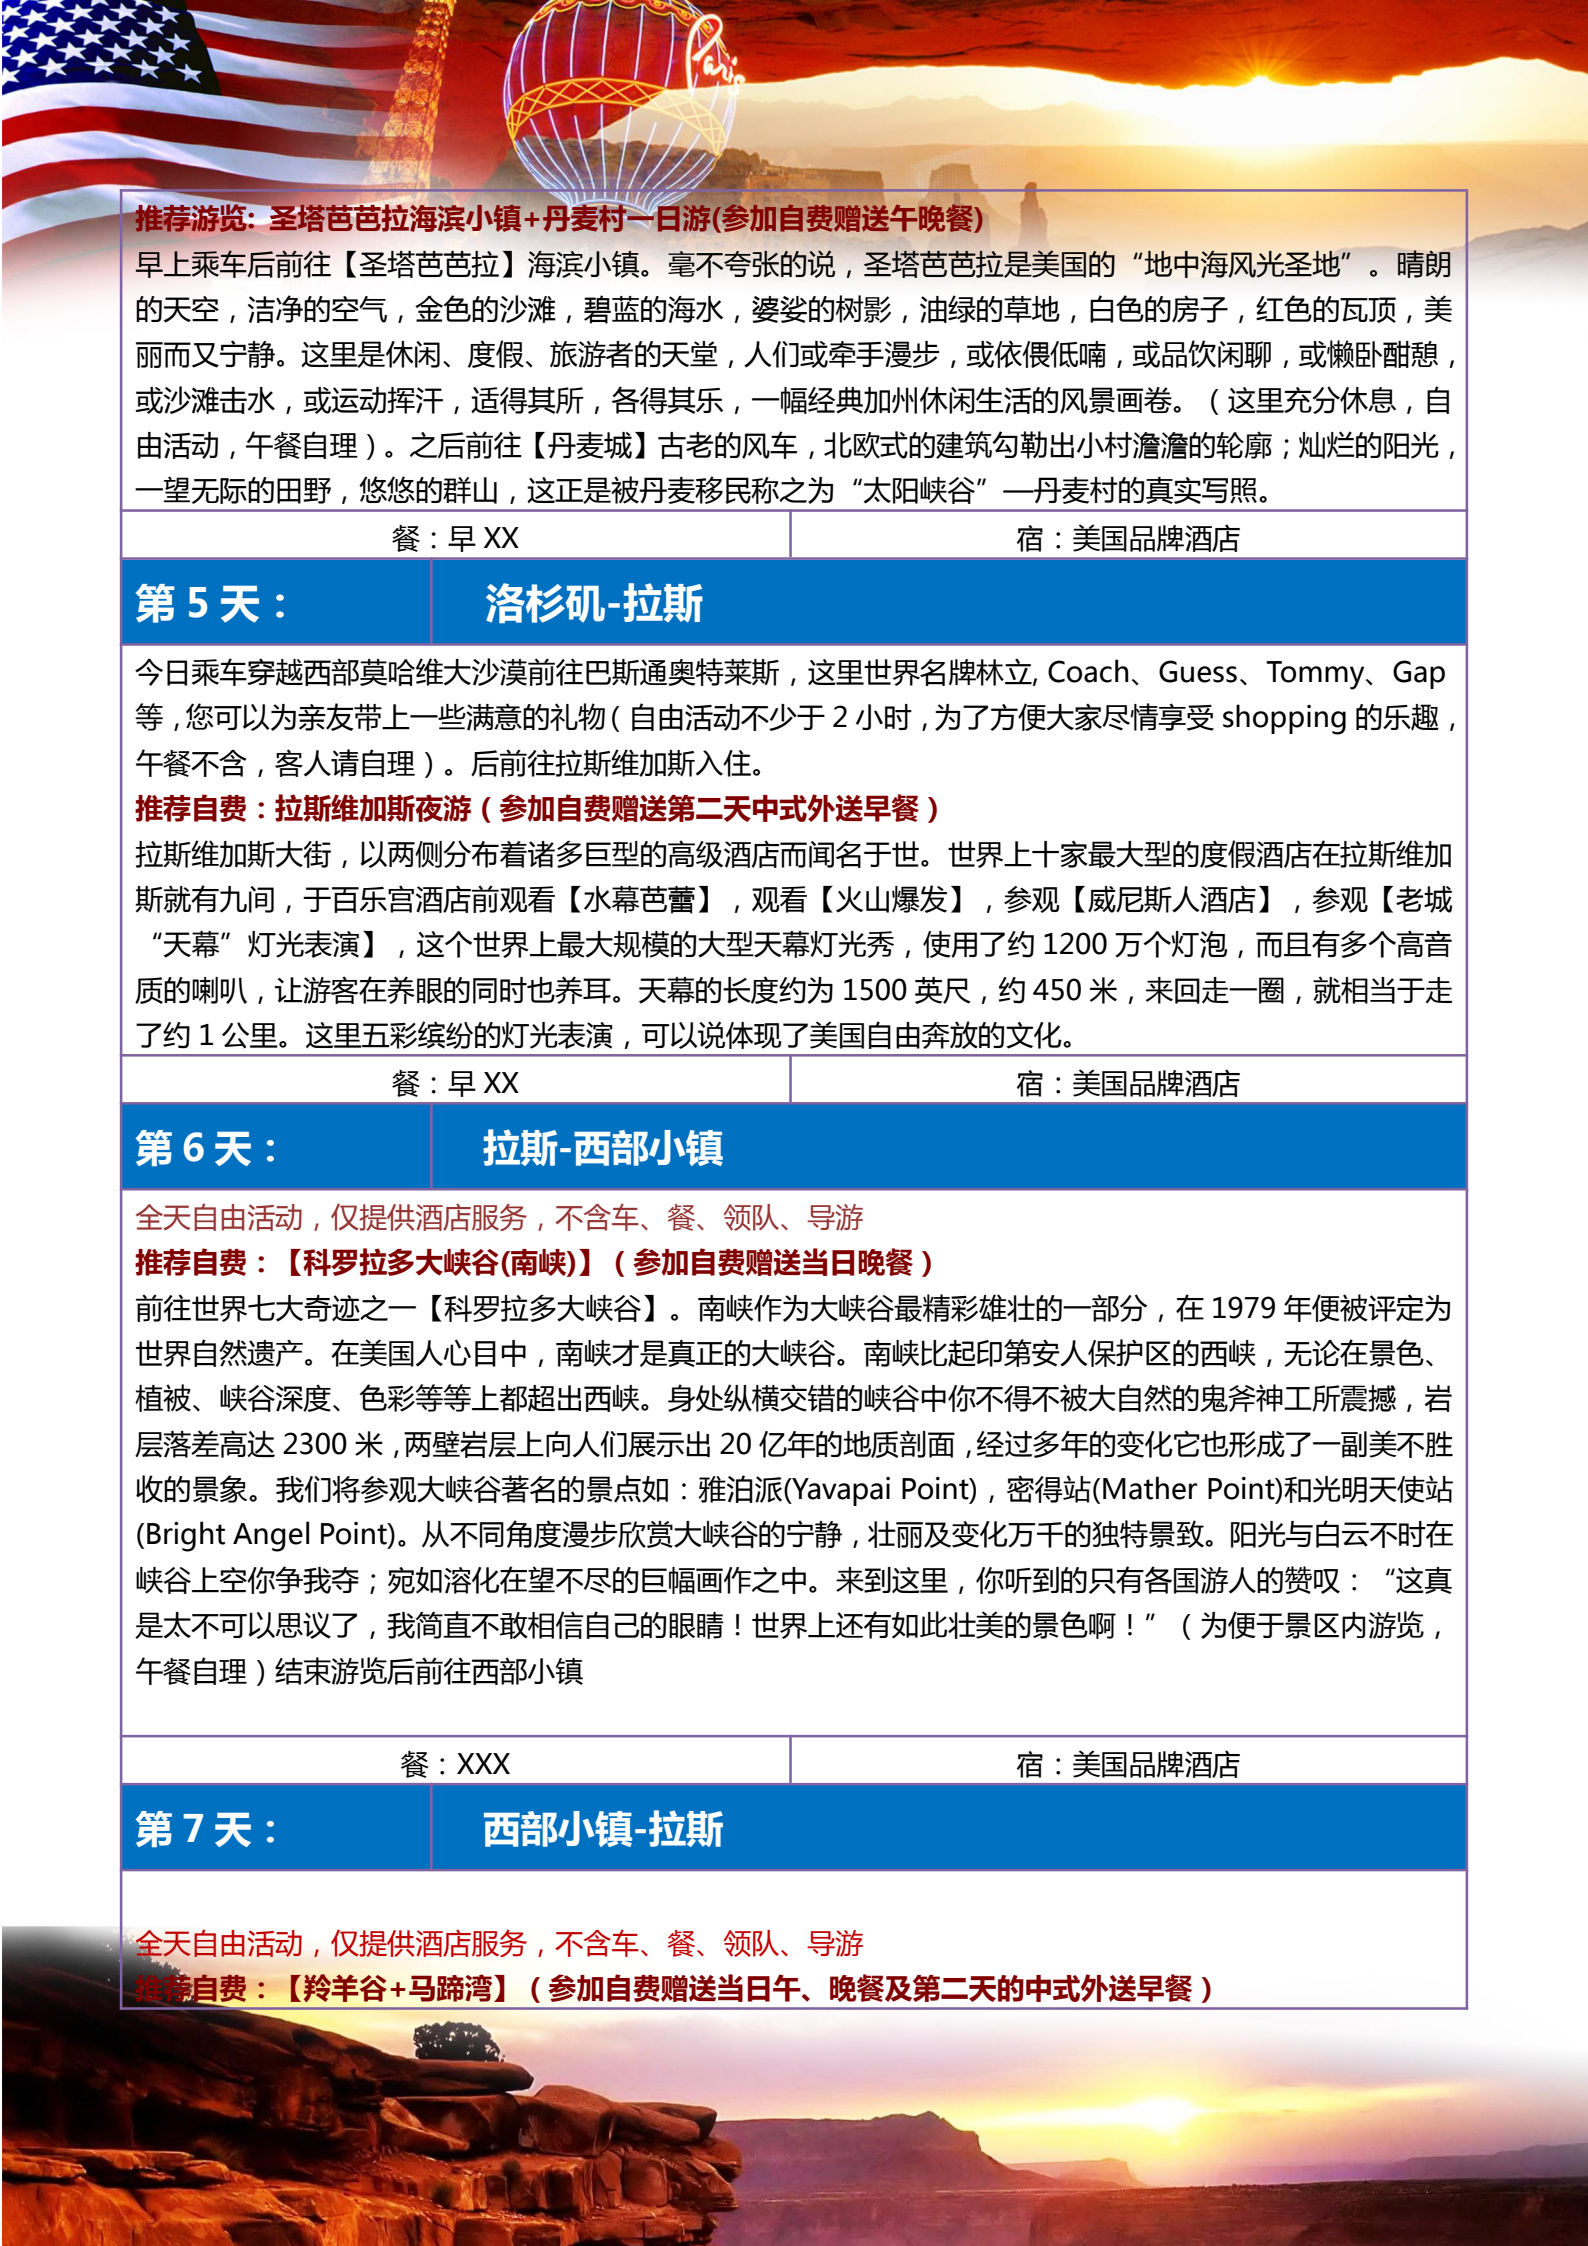 Paris
推荐游览: 圣塔芭芭拉海滨小镇+丹麦村一日游(参加自费赠送午晚餐)
早上乘车后前往【圣塔芭芭拉】海滨小镇。毫不夸张的说，圣塔芭芭拉是美国的“地中海风光圣地”。晴朗
的天空，洁净的空气，金色的沙滩，碧蓝的海水，婆娑的树影，油绿的草地，白色的房子，红色的瓦顶，美
丽而又宁静。这里是休闲、度假、旅游者的天堂，人们或牵手漫步，或依偎低喃，或品饮闲聊，或懒卧酣憩，
或沙滩击水，或运动挥汗，适得其所，各得其乐，一幅经典加州休闲生活的风景画卷。（这里充分休息，自
由活动，午餐自理）。之后前往【丹麦城】古老的风车，北欧式的建筑勾勒出小村澹澹的轮廓；灿烂的阳光，
一望无际的田野，悠悠的群山，这正是被丹麦移民称之为“太阳峡谷”—丹麦村的真实写照。
餐：早 XX
宿：美国品牌酒店
第 5 天：
洛杉矶-拉斯
今日乘车穿越西部莫哈维大沙漠前往巴斯通奥特莱斯，这里世界名牌林立, Coach、Guess、Tommy、Gap
等，您可以为亲友带上一些满意的礼物（自由活动不少于 2 小时，为了方便大家尽情享受 shopping 的乐趣，
午餐不含，客人请自理）。后前往拉斯维加斯入住。
推荐自费：拉斯维加斯夜游（参加自费赠送第二天中式外送早餐）
拉斯维加斯大街，以两侧分布着诸多巨型的高级酒店而闻名于世。世界上十家最大型的度假酒店在拉斯维加
斯就有九间，于百乐宫酒店前观看【水幕芭蕾】，观看【火山爆发】，参观【威尼斯人酒店】，参观【老城
“天幕”灯光表演】，这个世界上最大规模的大型天幕灯光秀，使用了约 1200 万个灯泡，而且有多个高音
质的喇叭，让游客在养眼的同时也养耳。天幕的长度约为 1500 英尺，约 450 米，来回走一圈，就相当于走
了约 1 公里。这里五彩缤纷的灯光表演，可以说体现了美国自由奔放的文化。
餐：早 XX
宿：美国品牌酒店
第 6 天：
拉斯-西部小镇
全天自由活动，仅提供酒店服务，不含车、餐、领队、导游
推荐自费：【科罗拉多大峡谷(南峡)】（参加自费赠送当日晚餐）
前往世界七大奇迹之一【科罗拉多大峡谷】。南峡作为大峡谷最精彩雄壮的一部分，在 1979 年便被评定为
世界自然遗产。在美国人心目中，南峡才是真正的大峡谷。南峡比起印第安人保护区的西峡，无论在景色、
植被、峡谷深度、色彩等等上都超出西峡。身处纵横交错的峡谷中你不得不被大自然的鬼斧神工所震撼，岩
层落差高达 2300 米，两壁岩层上向人们展示出 20 亿年的地质剖面，经过多年的变化它也形成了一副美不胜
收的景象。我们将参观大峡谷著名的景点如：雅泊派(Yavapai Point)，密得站(Mather Point)和光明天使站
(Bright Angel Point)。从不同角度漫步欣赏大峡谷的宁静，壮丽及变化万千的独特景致。阳光与白云不时在
峡谷上空你争我夺；宛如溶化在望不尽的巨幅画作之中。来到这里，你听到的只有各国游人的赞叹：“这真
是太不可以思议了，我简直不敢相信自己的眼睛！世界上还有如此壮美的景色啊！”（为便于景区内游览，
午餐自理）结束游览后前往西部小镇
餐：XXX
宿：美国品牌酒店
第 7 天：
西部小镇-拉斯
全天自由活动，仅提供酒店服务，不含车、餐、领队、导游
推荐自费：【羚羊谷+马蹄湾】（参加自费赠送当日午、晚餐及第二天的中式外送早餐）